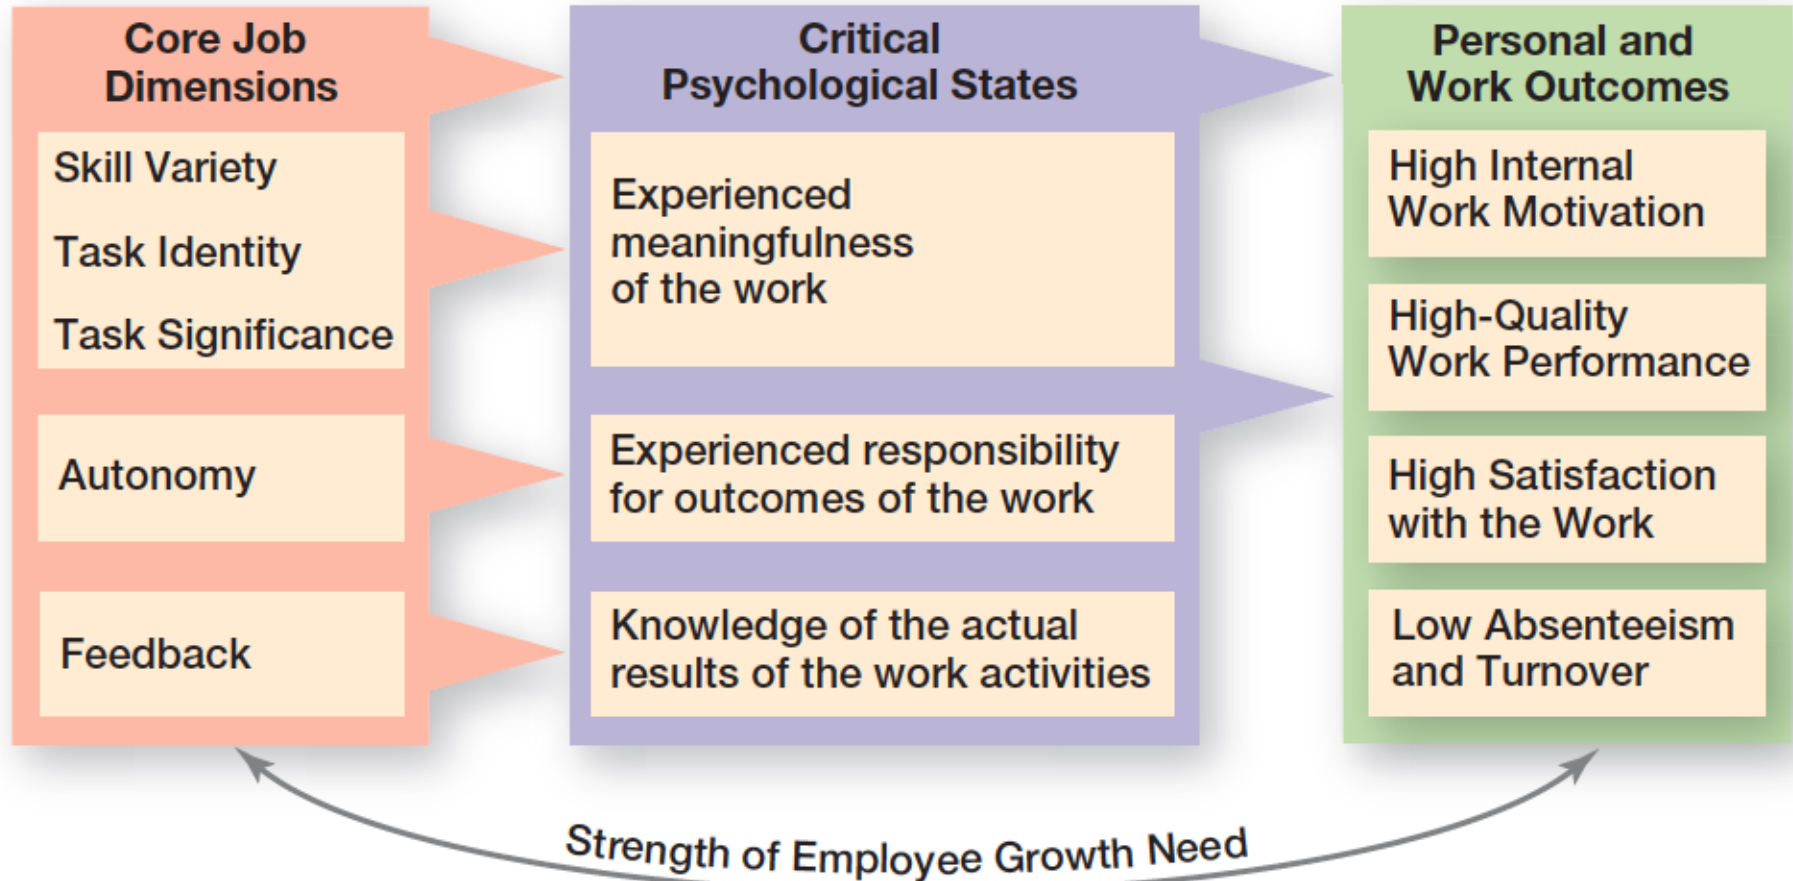 Core Job
Dimensions
Skill Variety
Task Identity
Task Significance
Autonomy
Feedback
Critical
Psychological States
Experienced
meaningfulness
of the work
Experienced responsibility
for outcomes of the work
Knowledge of the actual
results of the work activities
Personal and
Work Outcomes
High Internal
Work Motivation
High-Quality
Work Performance
High Satisfaction
with the Work
Low Absenteeism
and Turnover
Strength of Employee Growth Need